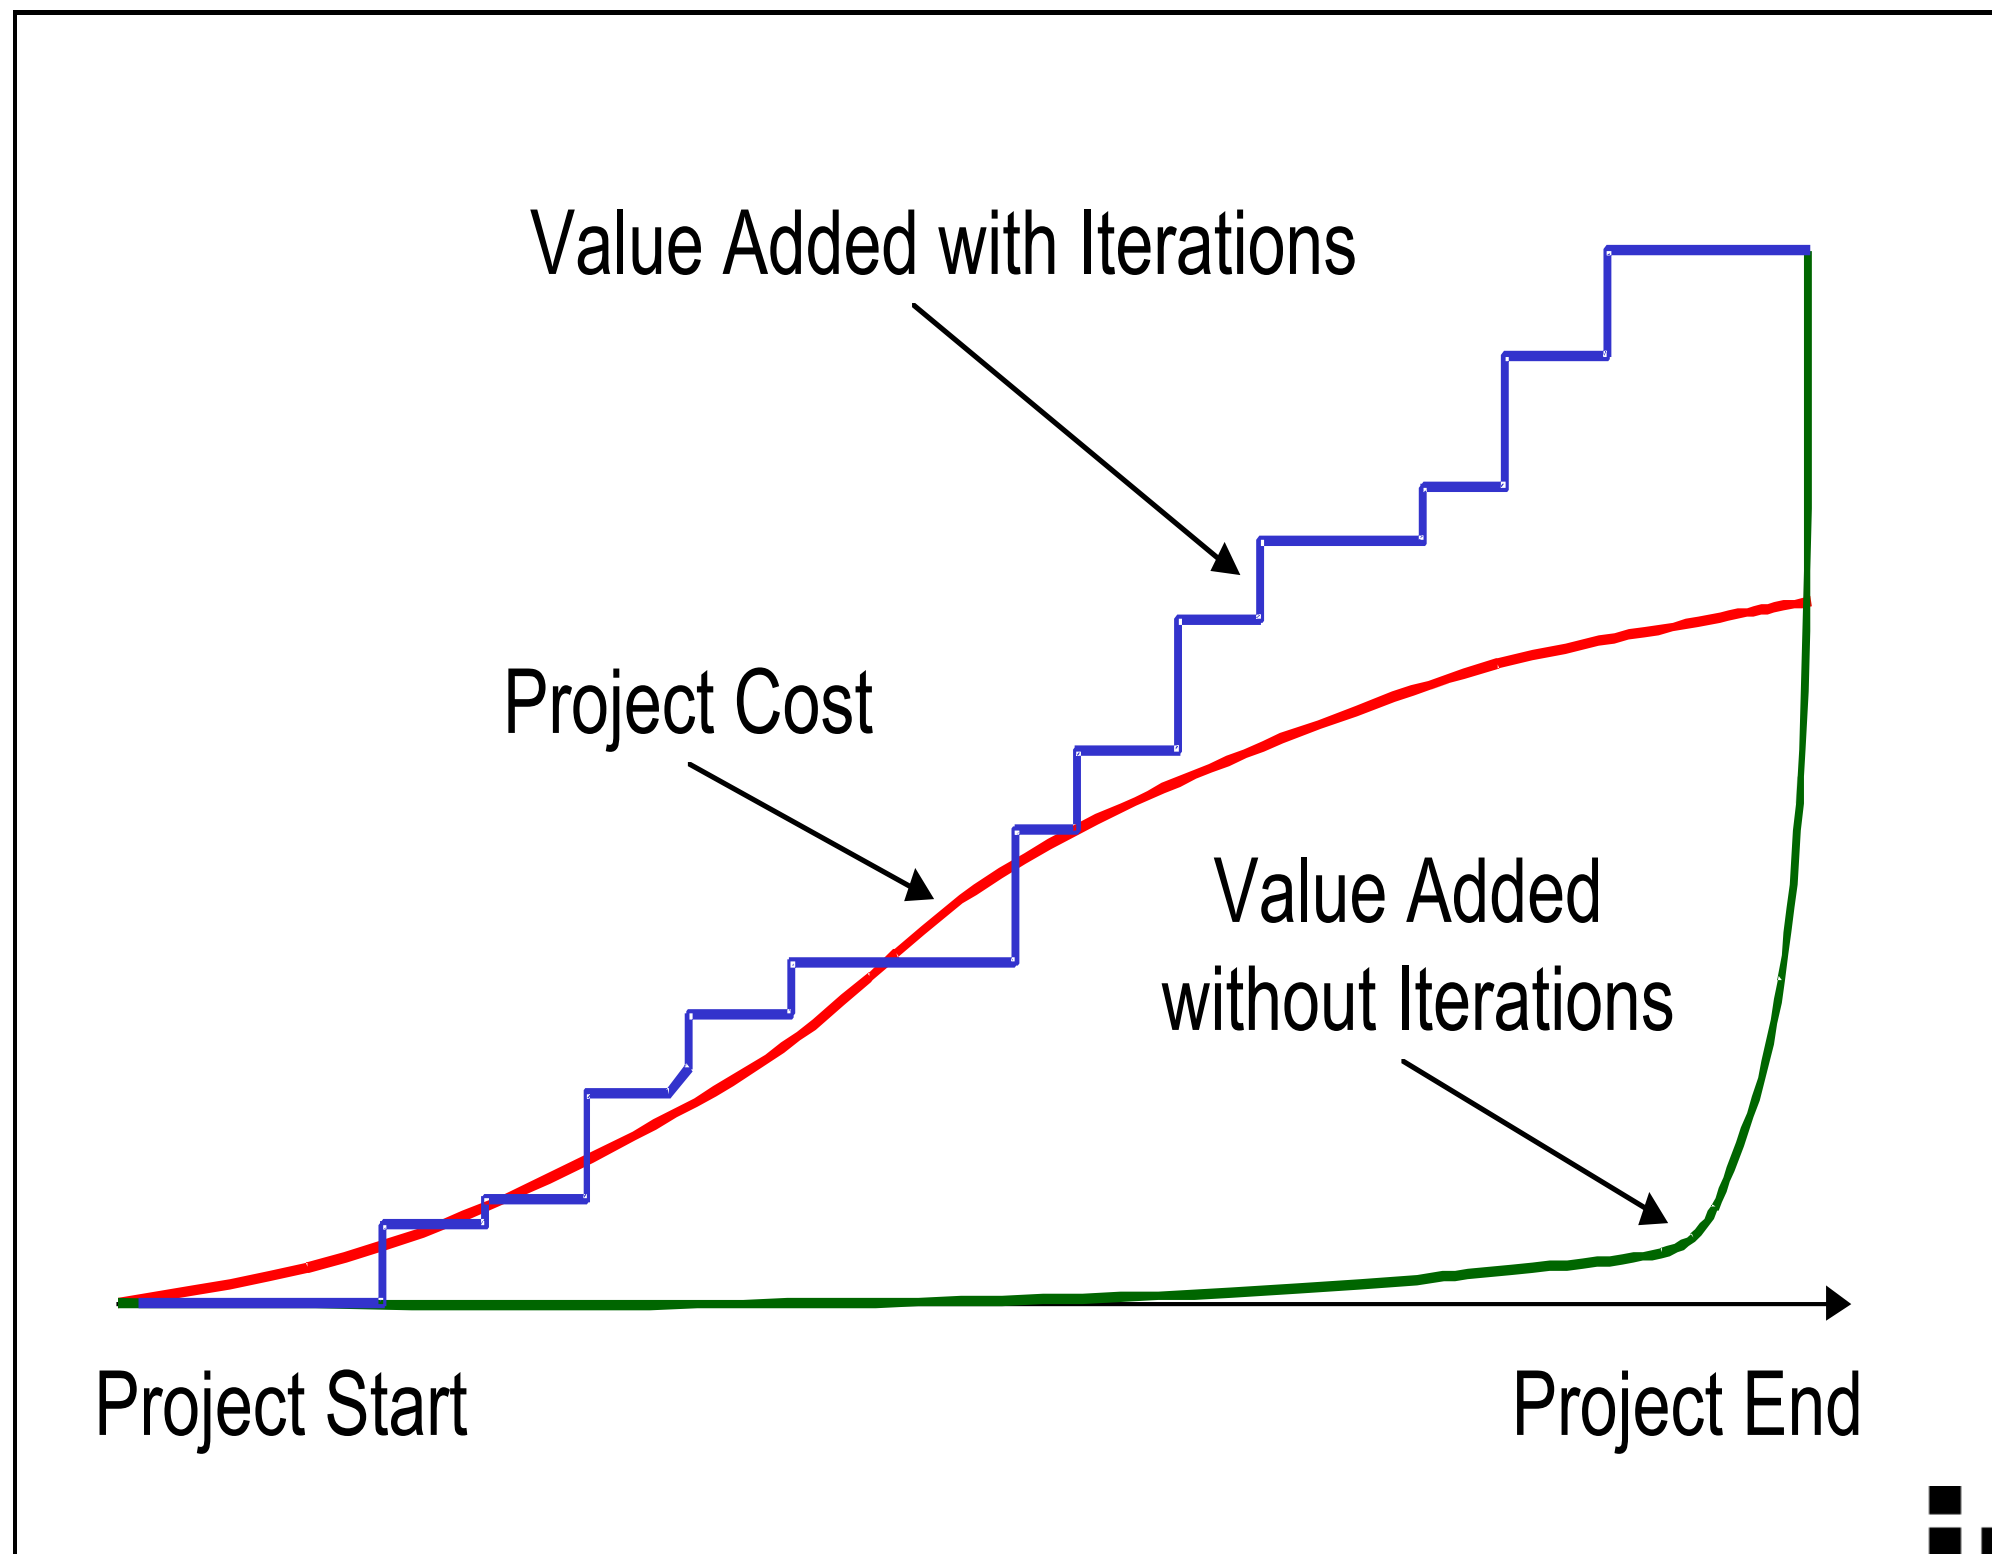 Value Added with Iterations
Project Cost
Value Added
without Iterations
Project Start
Project End